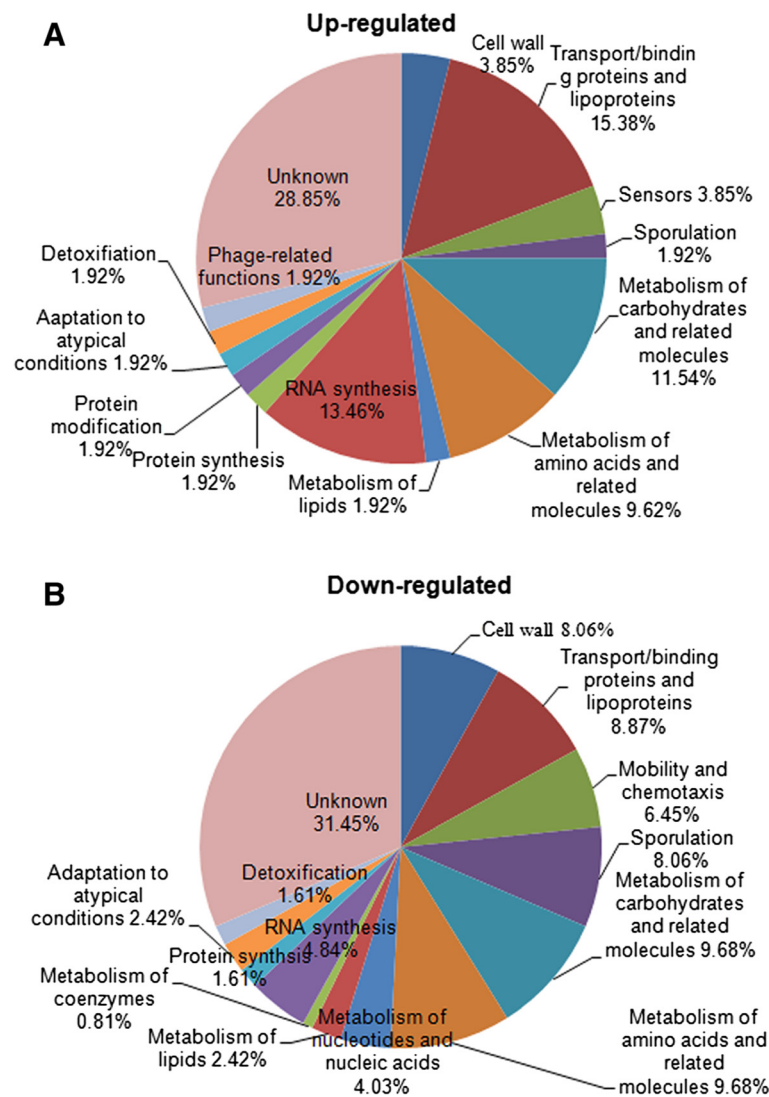 A
Up-regulated
Cell wall
3.85%
Transport/bindin
g proteins and
lipoproteins
15.38%
Sensors 3.85%
Sporulation
1.92%
Metabolism of
carbohydrates
and related
molecules
11.54%
Metabolism of
amino acids and
related
molecules 9.62%
Metabolism of
lipids 1.92%
RNA synthesis
13.46%
Protein synthesis
1.92%
Protein
modification
1.92%
Aaptation to
atypical
conditions 1.92%
Detoxifiation
1.92%
Phage-related
functions 1.92%
Unknown
28.85%
B
Down-regulated
Cell wall 8.06%
Transport/binding
proteins and
lipoproteins
8.87%
Mobility and
chemotaxis
6.45%
Sporulation
8.06%
Metabolism of
carbohydrates
and related
molecules 9.68%
Metabolism of
amino acids and
related
molecules 9.68%
Metabolism of
nucleotides and
nucleic acids
4.03%
Metabolism of
lipids 2.42%
Metabolism of
coenzymes
0.81%
RNA synthesis
4.84%
Protein synthsis
1.61%
Adaptation to
atypical
conditions 2.42%
Detoxification
1.61%
Unknown
31.45%